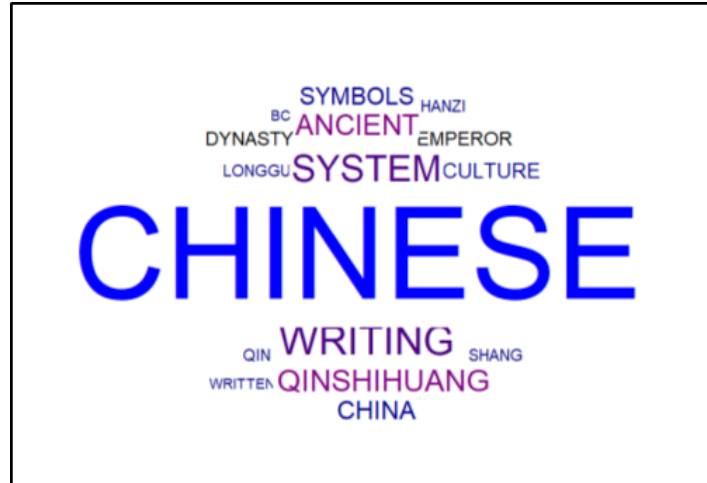 SYMBOLS HANZI
BC ANCIENT
DYNASTY EMPEROR
LONGGU SYSTEM CULTURE
CHINESE
QIN WRITING SHANG
WRITTEN QINSHIHUANG
CHINA